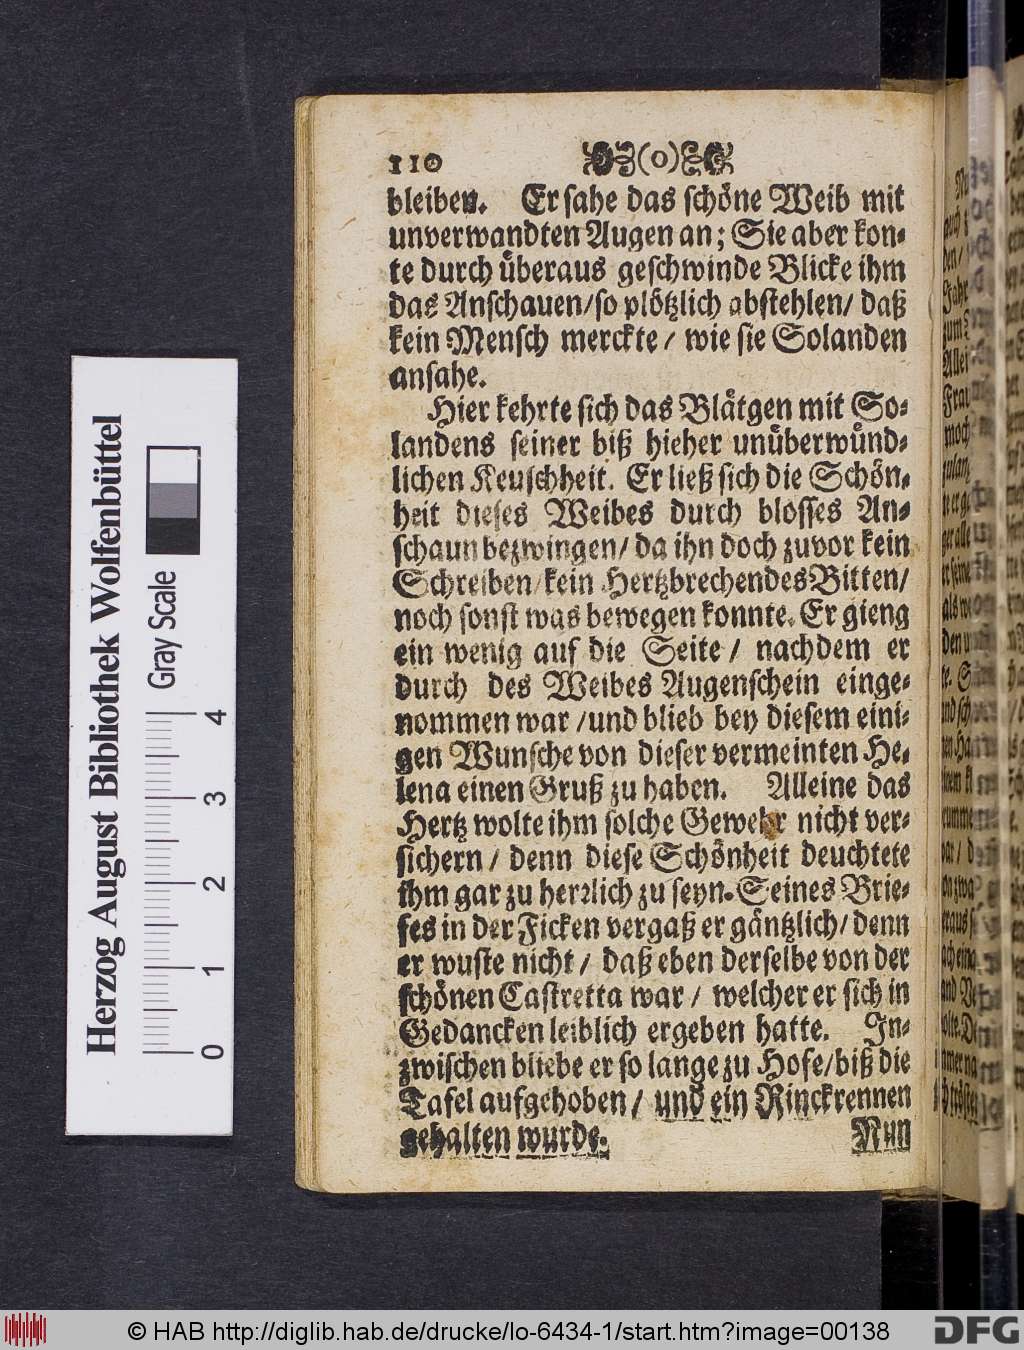 110 (o)
bleiben. Er sahe das schöne Weib mit
unverwandten Augen an; Sie aber kon-
te durch überaus geschwinde Blicke ihm
das Anschauen/so plötzlich abstehlen/ daß
kein Mensch merckte / wie sie Solanden
ansahe.
Hier kehrte sich das Blätgen mit So-
landens seiner biß hieher unüberwünd-
lichen Keuschheit. Er ließ sich die Schön-
heit dieses Weibes durch blosses An-
schaun bezwingen/ da ihn doch zuvor kein
Schreiben/kein Hertzbrechendes Bitten/
noch sonst was bewegen konnte. Er gieng
ein wenig auf die Seite / nachdem er
durch des Weibes Augenschein einge-
nommen war /und blieb bey diesem eini-
gen Wunsche von dieser vermeinten He-
lena einen Gruß zu haben. Alleine das
Hertz wolte ihm solche Gewehr nicht ver-
sichern / denn diese Schönheit deuchtete
ihm gar zu herrlich zu seyn. Seines Brie-
fes in der Ficken vergaß er gäntzlich/ denn
er wuste nicht / daß eben derselbe von der
schönen Castretta war / welcher er sich in
Gedancken leiblich ergeben hatte. In-
zwischen bliebe er so lange zu Hofe/biß die
Tafel aufgehoben / und ein Rinckrennen
gehalten wurde.
Nun
Herzog August Bibliothek Wolfenbüttel
Gray Scale
0 1 2 3 4
© HAB http://diglib.hab.de/drucke/lo-6434-1/start.htm?image=00138
DFG